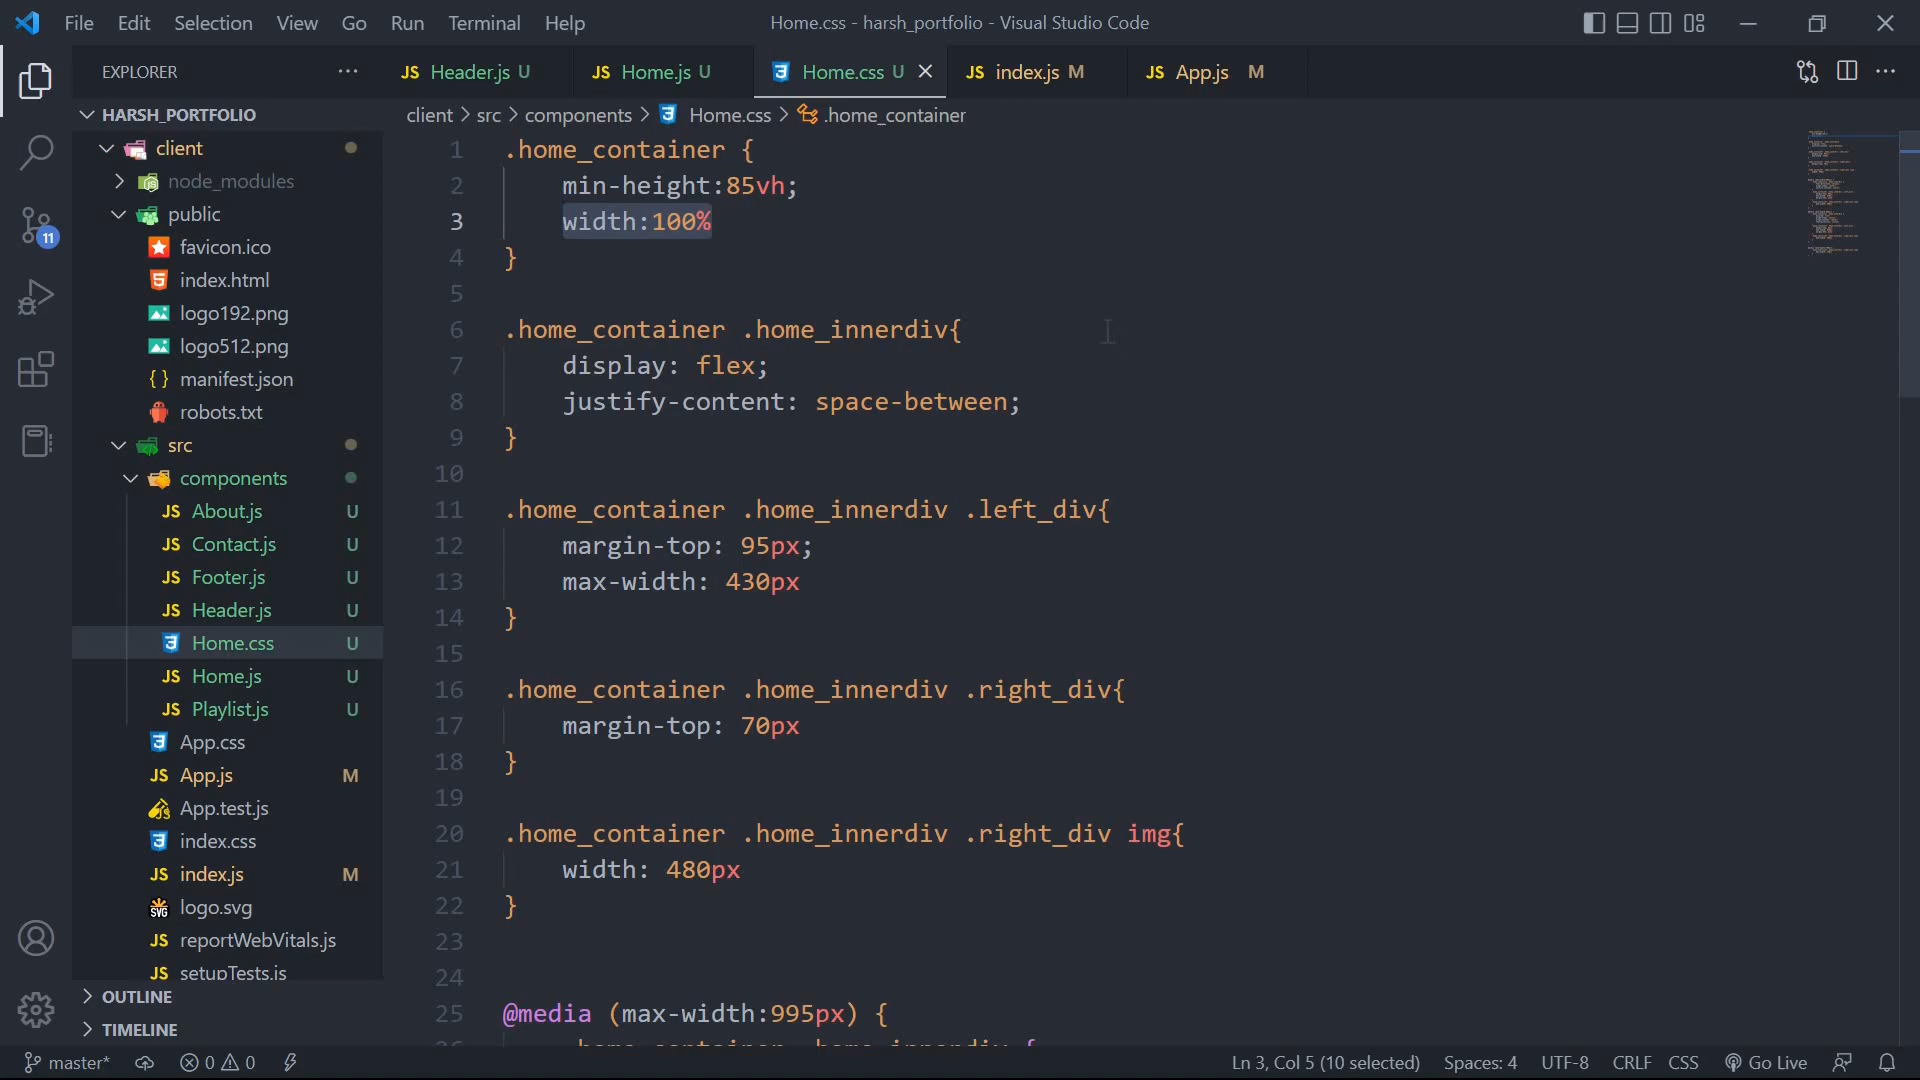 File Edit Selection View Go Run Terminal Help
Home.css - harsh_portfolio - Visual Studio Code
EXPLORER
JS Header.js U
JS Home.js U
Home.css U
JS index.js M
JS App.js M
HARSH_PORTFOLIO
client
node_modules
public
favicon.ico
index.html
logo192.png
logo512.png
{} manifest.json
robots.txt
src
components
JS About.js U
JS Contact.js U
JS Footer.js U
JS Header.js U
Home.css U
JS Home.js U
JS Playlist.js U
App.css
JS App.js M
App.test.js
index.css
JS index.js M
SVG logo.svg
JS reportWebVitals.js
JS setupTests.js
OUTLINE
TIMELINE
11
client > src > components > Home.css > .home_container
1 .home_container {
2 min-height:85vh;
3 width:100%
4 }
5
6 .home_container .home_innerdiv{
7 display: flex;
8 justify-content: space-between;
9 }
10
11 .home_container .home_innerdiv .left_div{
12 margin-top: 95px;
13 max-width: 430px
14 }
15
16 .home_container .home_innerdiv .right_div{
17 margin-top: 70px
18 }
19
20 .home_container .home_innerdiv .right_div img{
21 width: 480px
22 }
23
24
25 @media (max-width:995px) {
26 .home_container .home_innerdiv {
master* 0 0
Ln 3, Col 5 (10 selected) Spaces: 4 UTF-8 CRLF CSS Go Live